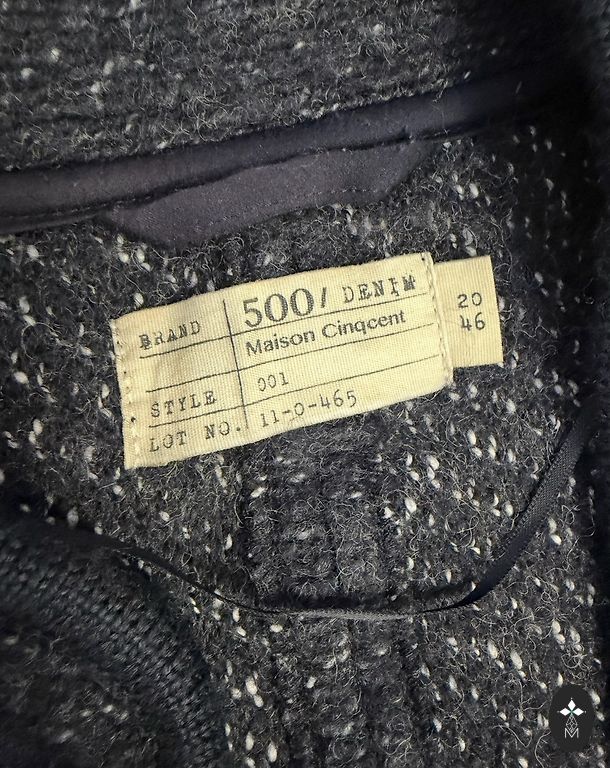 BRAND 500/ DENIM
Maison Cinqcent
STYLE 001
LOT NO. 11-0-465
20
46
M